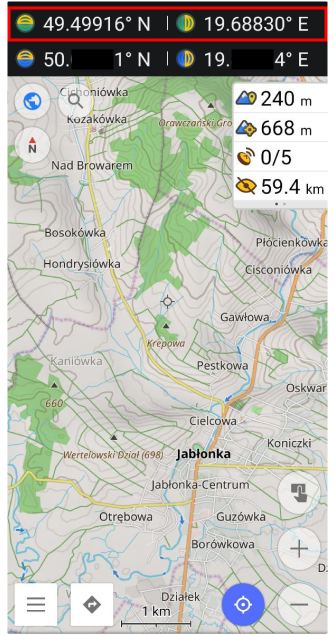 49.49916° N | 19.68830° E
50. 1° N | 19. 4° E
Cichoniówka
Kozakówka
Orawczański Gro
240 m
668 m
0/5
59.4 km
N
Nad Browarem
Bosokówka
Płócienkówka
Hondrysiówka
Cisconiówka
Gawłowa
Krepowa
Kaniówka
Pestkowa
660
Oskwar
Cielcowa
Koniczki
Wertelowski Dział (698)
Jabłonka
Jabłonka-Centrum
Otrębowa
Guzówka
Borówkowa
D
Działek
1 km